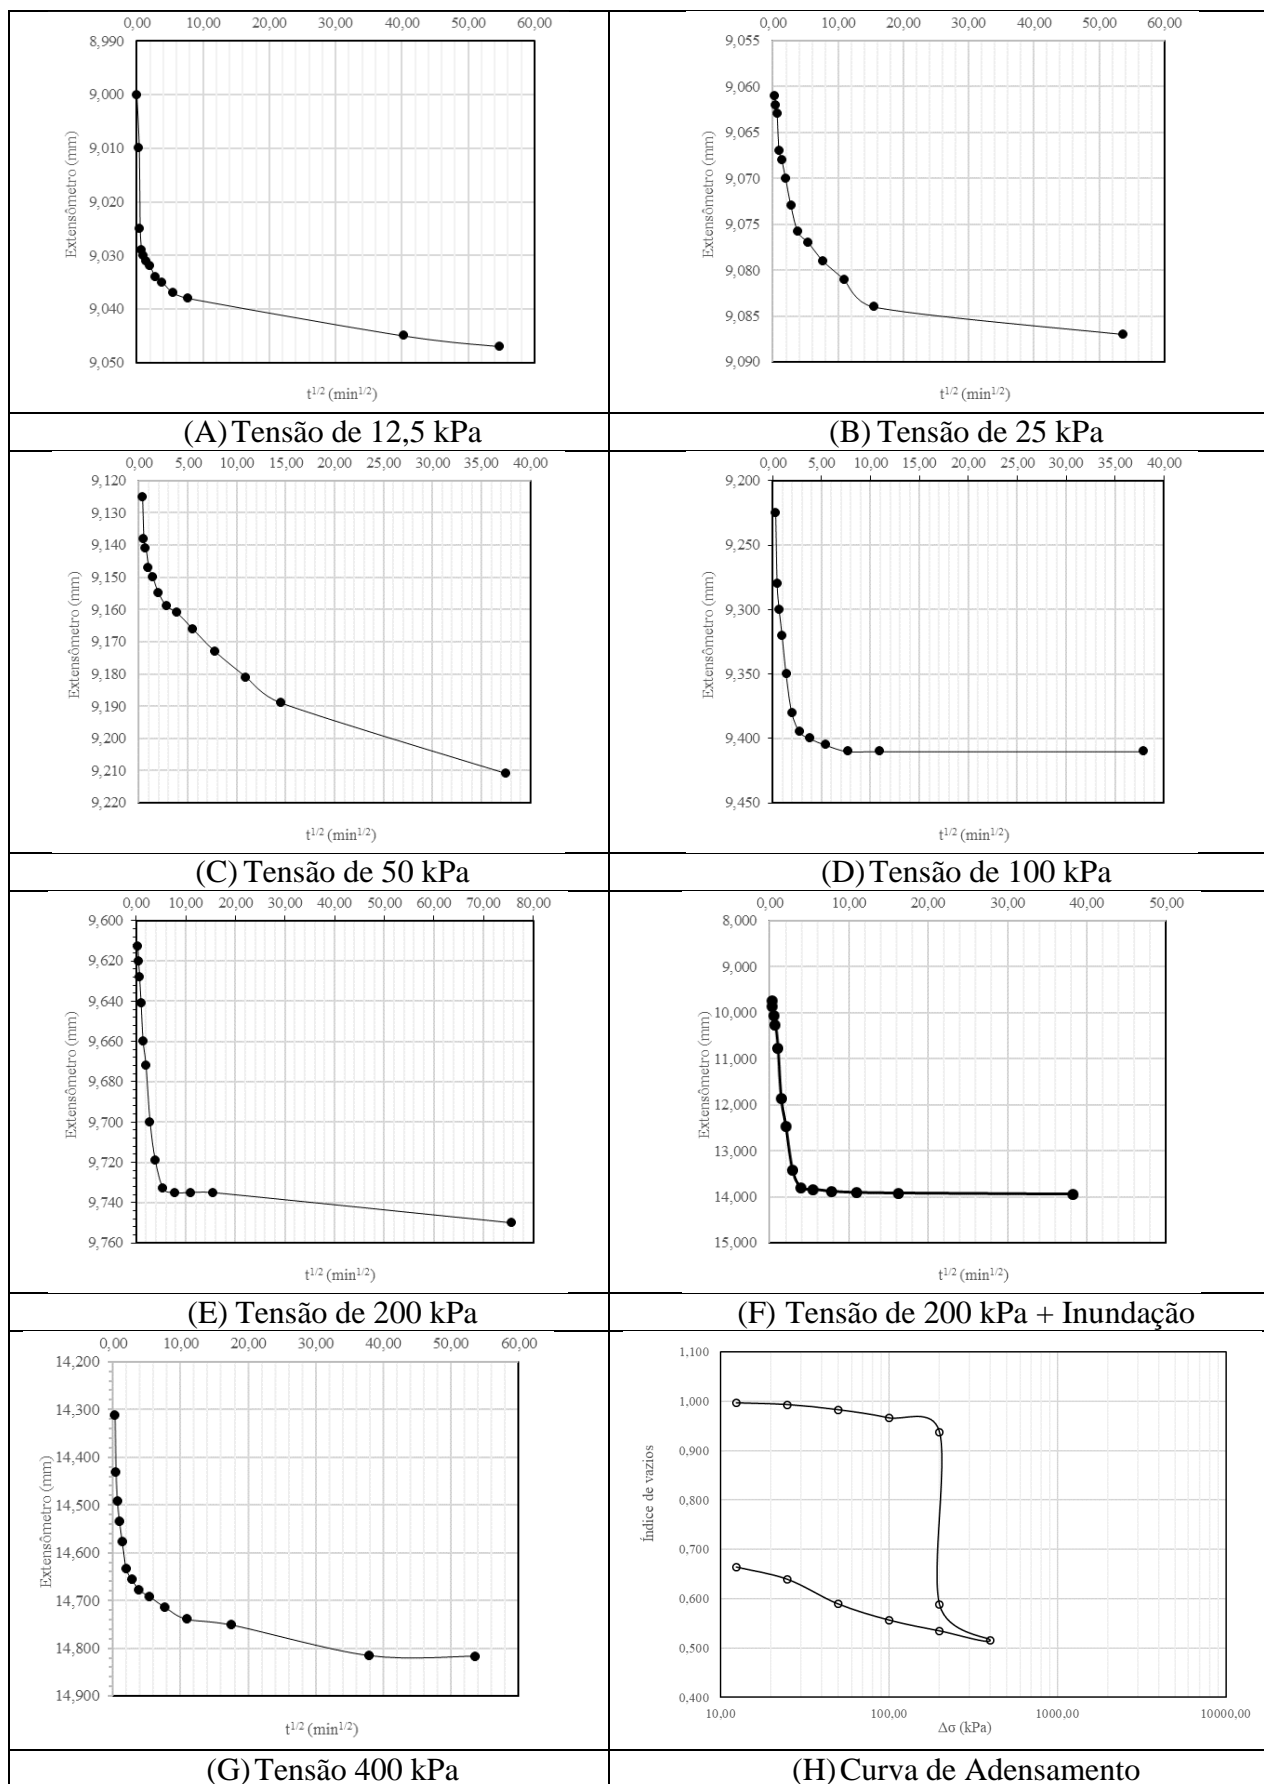 0,00 10,00 20,00 30,00 40,00 50,00 60,00
8,990
9,000
9,010
9,020
9,030
9,040
9,050
Extensômetro (mm)
t1/2 (min1/2)
(A) Tensão de 12,5 kPa
0,00 10,00 20,00 30,00 40,00 50,00 60,00
9,055
9,060
9,065
9,070
9,075
9,080
9,085
9,090
Extensômetro (mm)
t1/2 (min1/2)
(B) Tensão de 25 kPa
0,00 5,00 10,00 15,00 20,00 25,00 30,00 35,00 40,00
9,120
9,130
9,140
9,150
9,160
9,170
9,180
9,190
9,200
9,210
9,220
Extensômetro (mm)
t1/2 (min1/2)
(C) Tensão de 50 kPa
0,00 5,00 10,00 15,00 20,00 25,00 30,00 35,00 40,00
9,200
9,250
9,300
9,350
9,400
9,450
Extensômetro (mm)
t1/2 (min1/2)
(D) Tensão de 100 kPa
0,00 10,00 20,00 30,00 40,00 50,00 60,00 70,00 80,00
9,600
9,620
9,640
9,660
9,680
9,700
9,720
9,740
9,760
Extensômetro (mm)
t1/2 (min1/2)
(E) Tensão de 200 kPa
0,00 10,00 20,00 30,00 40,00 50,00
8,000
9,000
10,000
11,000
12,000
13,000
14,000
15,000
Extensômetro (mm)
t1/2 (min1/2)
(F) Tensão de 200 kPa + Inundação
0,00 10,00 20,00 30,00 40,00 50,00 60,00
14,200
14,300
14,400
14,500
14,600
14,700
14,800
14,900
Extensômetro (mm)
t1/2 (min1/2)
(G) Tensão 400 kPa
1,100
1,000
0,900
0,800
0,700
0,600
0,500
0,400
Índice de vazios
10,00 100,00 1000,00 10000,00
Δσ (kPa)
(H) Curva de Adensamento